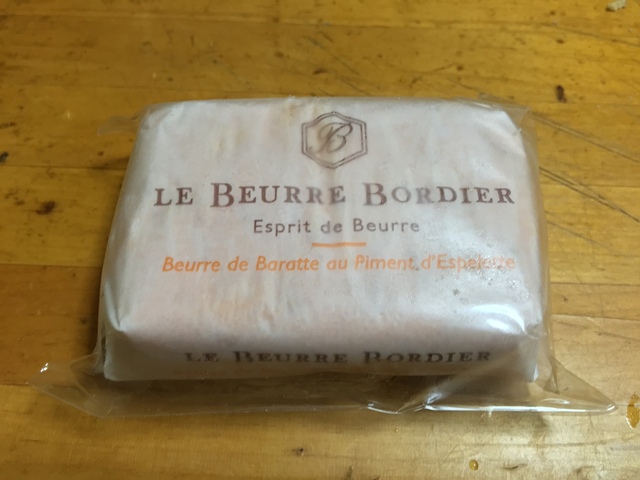 B
LE BEURRE BORDIER
Esprit de Beurre
Beurre de Baratte au Piment d'Espelette
LE BEURRE BORDIER